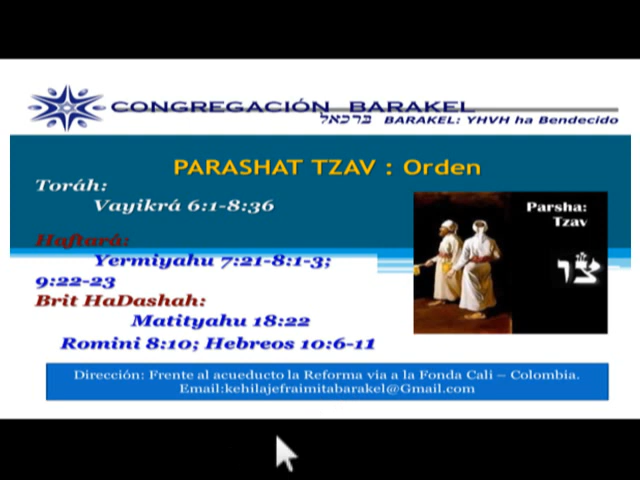 CONGREGACIÓN BARAKEL
ברכאל BARAKEL: YHVH ha Bendecido
PARASHAT TZAV : Orden
Toráh:
Vayikrá 6:1-8:36
Haftará:
Yermiyahu 7:21-8:1-3;
9:22-23
Brit HaDashah:
Matityahu 18:22
Romini 8:10; Hebreos 10:6-11
Parsha:
Tzav
צו
Dirección: Frente al acueducto la Reforma via a la Fonda Cali – Colombia.
Email:kehilajefraimitabarakel@Gmail.com